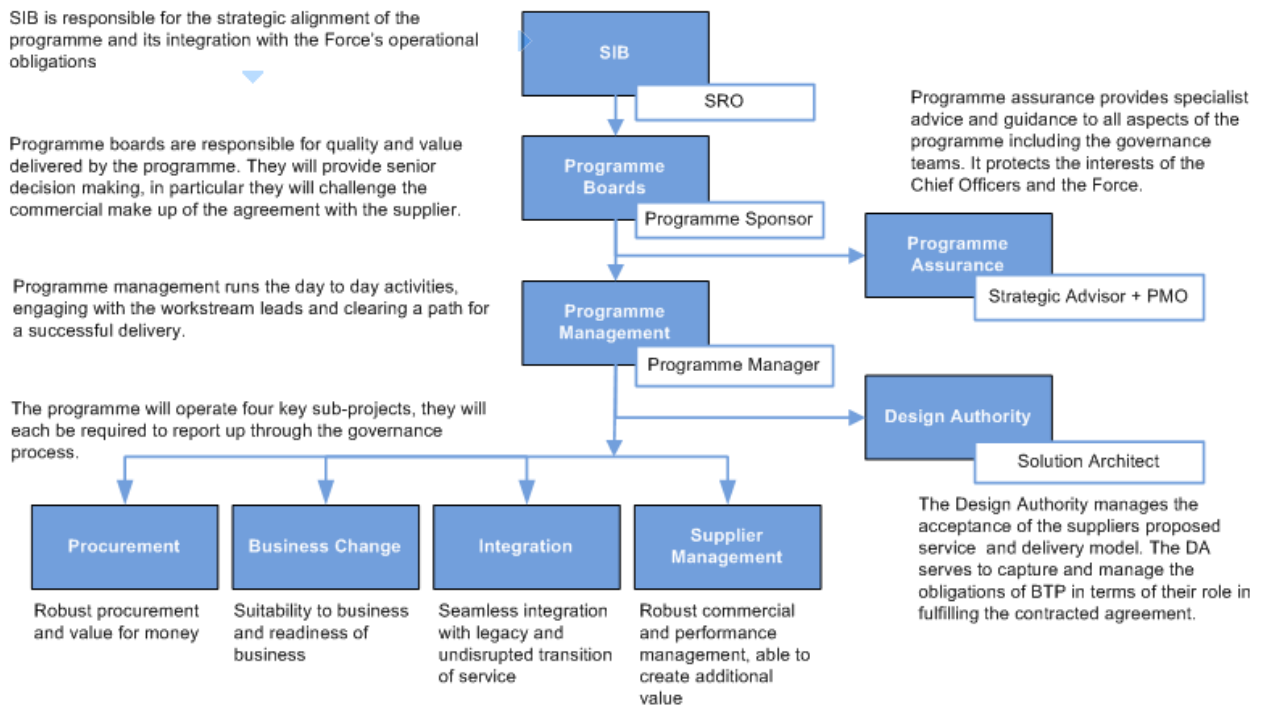 SIB is responsible for the strategic alignment of the
programme and its integration with the Force's operational
obligations
SIB
SRO
Programme boards are responsible for quality and value
delivered by the programme. They will provide senior
decision making, in particular they will challenge the
commercial make up of the agreement with the supplier.
Programme
Boards
Programme Sponsor
Programme assurance provides specialist
advice and guidance to all aspects of the
programme including the governance
teams. It protects the interests of the
Chief Officers and the Force.
Programme
Assurance
Strategic Advisor + PMO
Programme management runs the day to day activities,
engaging with the workstream leads and clearing a path for
a successful delivery.
Programme
Management
Programme Manager
Design Authority
Solution Architect
The Design Authority manages the
acceptance of the suppliers proposed
service and delivery model. The DA
serves to capture and manage the
obligations of BTP in terms of their role in
fulfilling the contracted agreement.
The programme will operate four key sub-projects, they will
each be required to report up through the governance
process.
Procurement
Robust procurement
and value for money
Business Change
Suitability to business
and readiness of
business
Integration
Seamless integration
with legacy and
undisrupted transition
of service
Supplier
Management
Robust commercial
and performance
management, able to
create additional
value